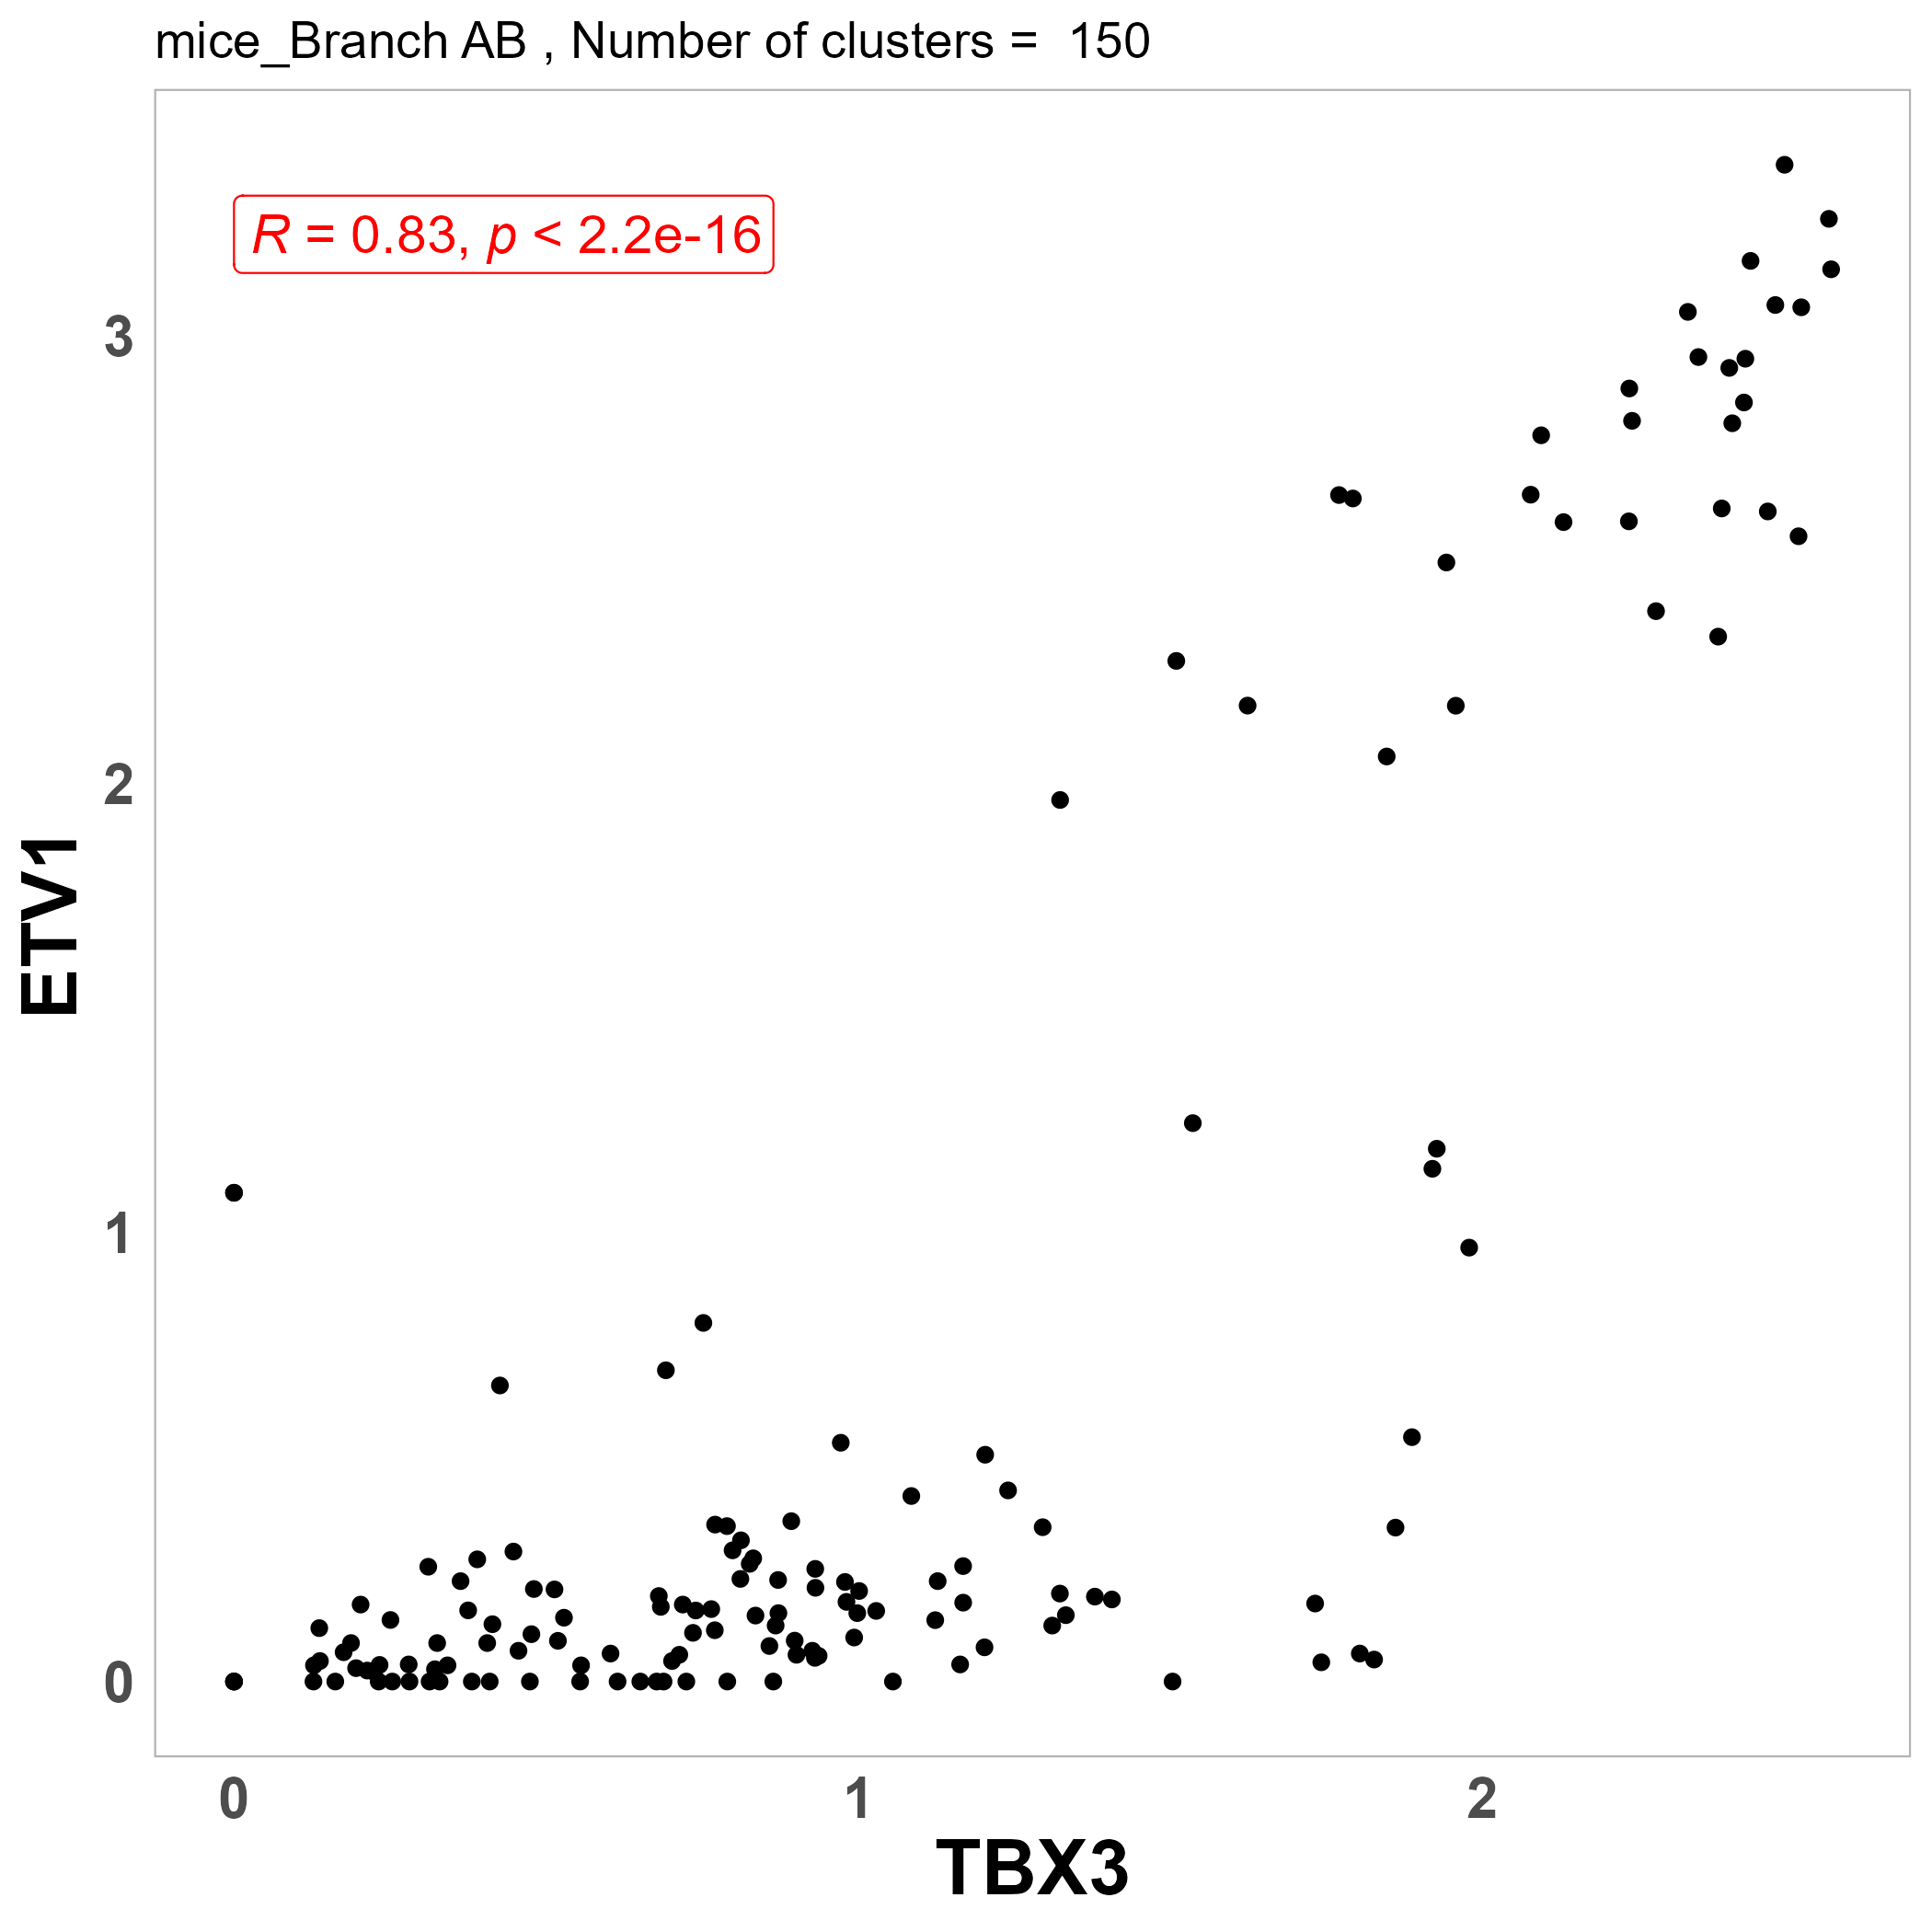 mice_Branch AB , Number of clusters =  150
R = 0.83, p < 2.2e-16
3
2
1
0
ETV1
0 1 2
TBX3